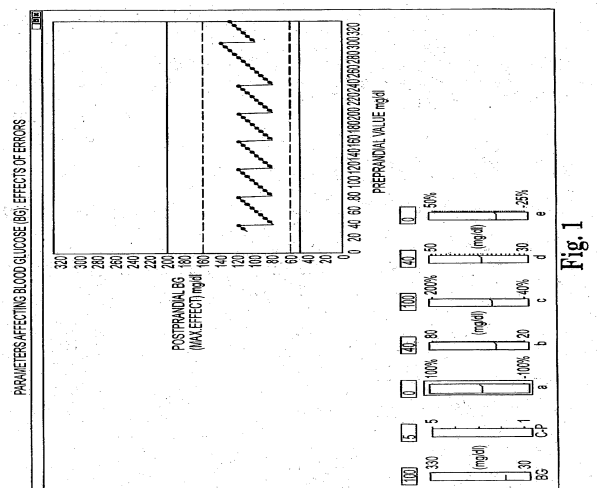 PARAMETERS AFFECTING BLOOD GLUCOSE (BG): EFFECTS OF ERRORS
320
300
280
260
240
220
200
180
160
140
120
100
80
60
40
20
0
POSTPRANDIAL BG
(MAX.EFFECT) mg/dl
0 20 40 60 80 100 120 140 160 180 200 220 240 260 280 300 320
PREPRANDIAL VALUE mg/dl
100 5 0 40 100 40 0
330 5 100% 80 200% 50 50%
(mg/dl) (mg/dl) (mg/dl)
30 1 -100% 20 40% 30 -25%
BG C-P a b c d e
Fig. 1